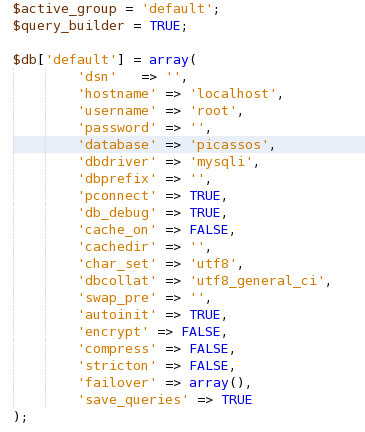 $active_group = 'default';
$query_builder = TRUE;

$db['default'] = array(
        'dsn'   => '',
        'hostname' => 'localhost',
        'username' => 'root',
        'password' => '',
        'database' => 'picassos',
        'dbdriver' => 'mysqli',
        'dbprefix' => '',
        'pconnect' => TRUE,
        'db_debug' => TRUE,
        'cache_on' => FALSE,
        'cachedir' => '',
        'char_set' => 'utf8',
        'dbcollat' => 'utf8_general_ci',
        'swap_pre' => '',
        'autoinit' => TRUE,
        'encrypt' => FALSE,
        'compress' => FALSE,
        'stricton' => FALSE,
        'failover' => array(),
        'save_queries' => TRUE
);